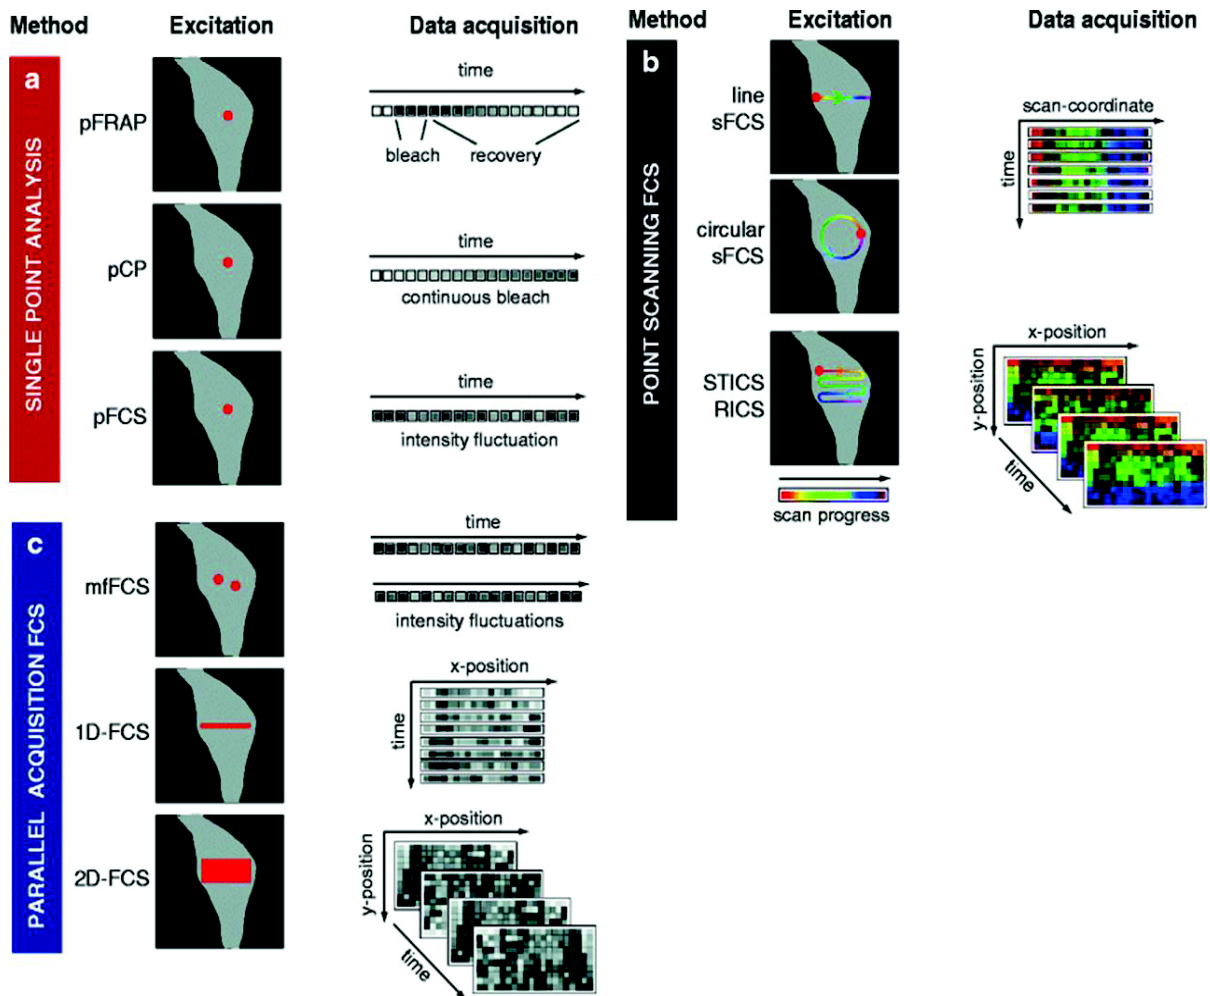 Method Excitation Data acquisition
a
SINGLE POINT ANALYSIS
pFRAP
time
bleach recovery
pCP
time
continuous bleach
pFCS
time
intensity fluctuation
Method Excitation Data acquisition
b
POINT SCANNING FCS
line
sFCS
scan-coordinate
time
circular
sFCS
STICS
RICS
x-position
y-position
time
scan progress
c
PARALLEL ACQUISITION FCS
mfFCS
time
intensity fluctuations
1D-FCS
x-position
time
2D-FCS
x-position
y-position
time